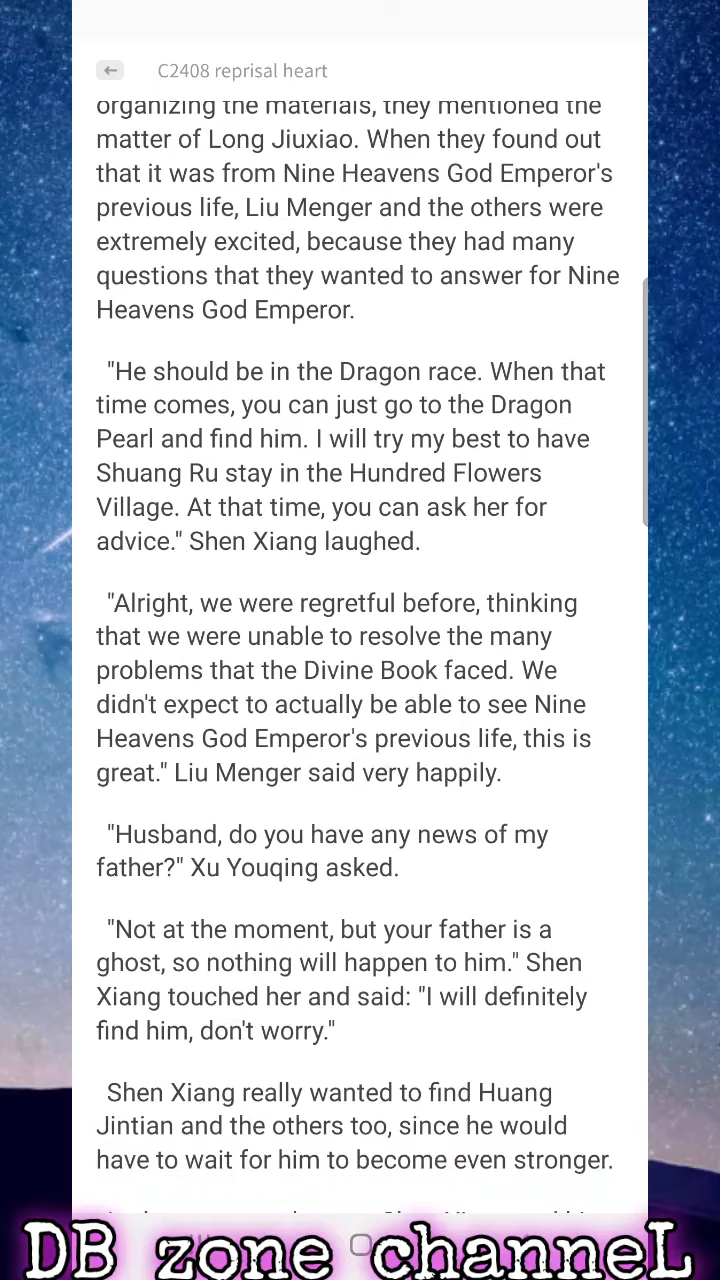 C2408 reprisal heart
organizing the materials, they mentioned the
matter of Long Jiuxiao. When they found out
that it was from Nine Heavens God Emperor's
previous life, Liu Menger and the others were
extremely excited, because they had many
questions that they wanted to answer for Nine
Heavens God Emperor.
"He should be in the Dragon race. When that
time comes, you can just go to the Dragon
Pearl and find him. I will try my best to have
Shuang Ru stay in the Hundred Flowers
Village. At that time, you can ask her for
advice." Shen Xiang laughed.
"Alright, we were regretful before, thinking
that we were unable to resolve the many
problems that the Divine Book faced. We
didn't expect to actually be able to see Nine
Heavens God Emperor's previous life, this is
great." Liu Menger said very happily.
"Husband, do you have any news of my
father?" Xu Youqing asked.
"Not at the moment, but your father is a
ghost, so nothing will happen to him." Shen
Xiang touched her and said: "I will definitely
find him, don't worry."
Shen Xiang really wanted to find Huang
Jintian and the others too, since he would
have to wait for him to become even stronger.
DB zone channeL